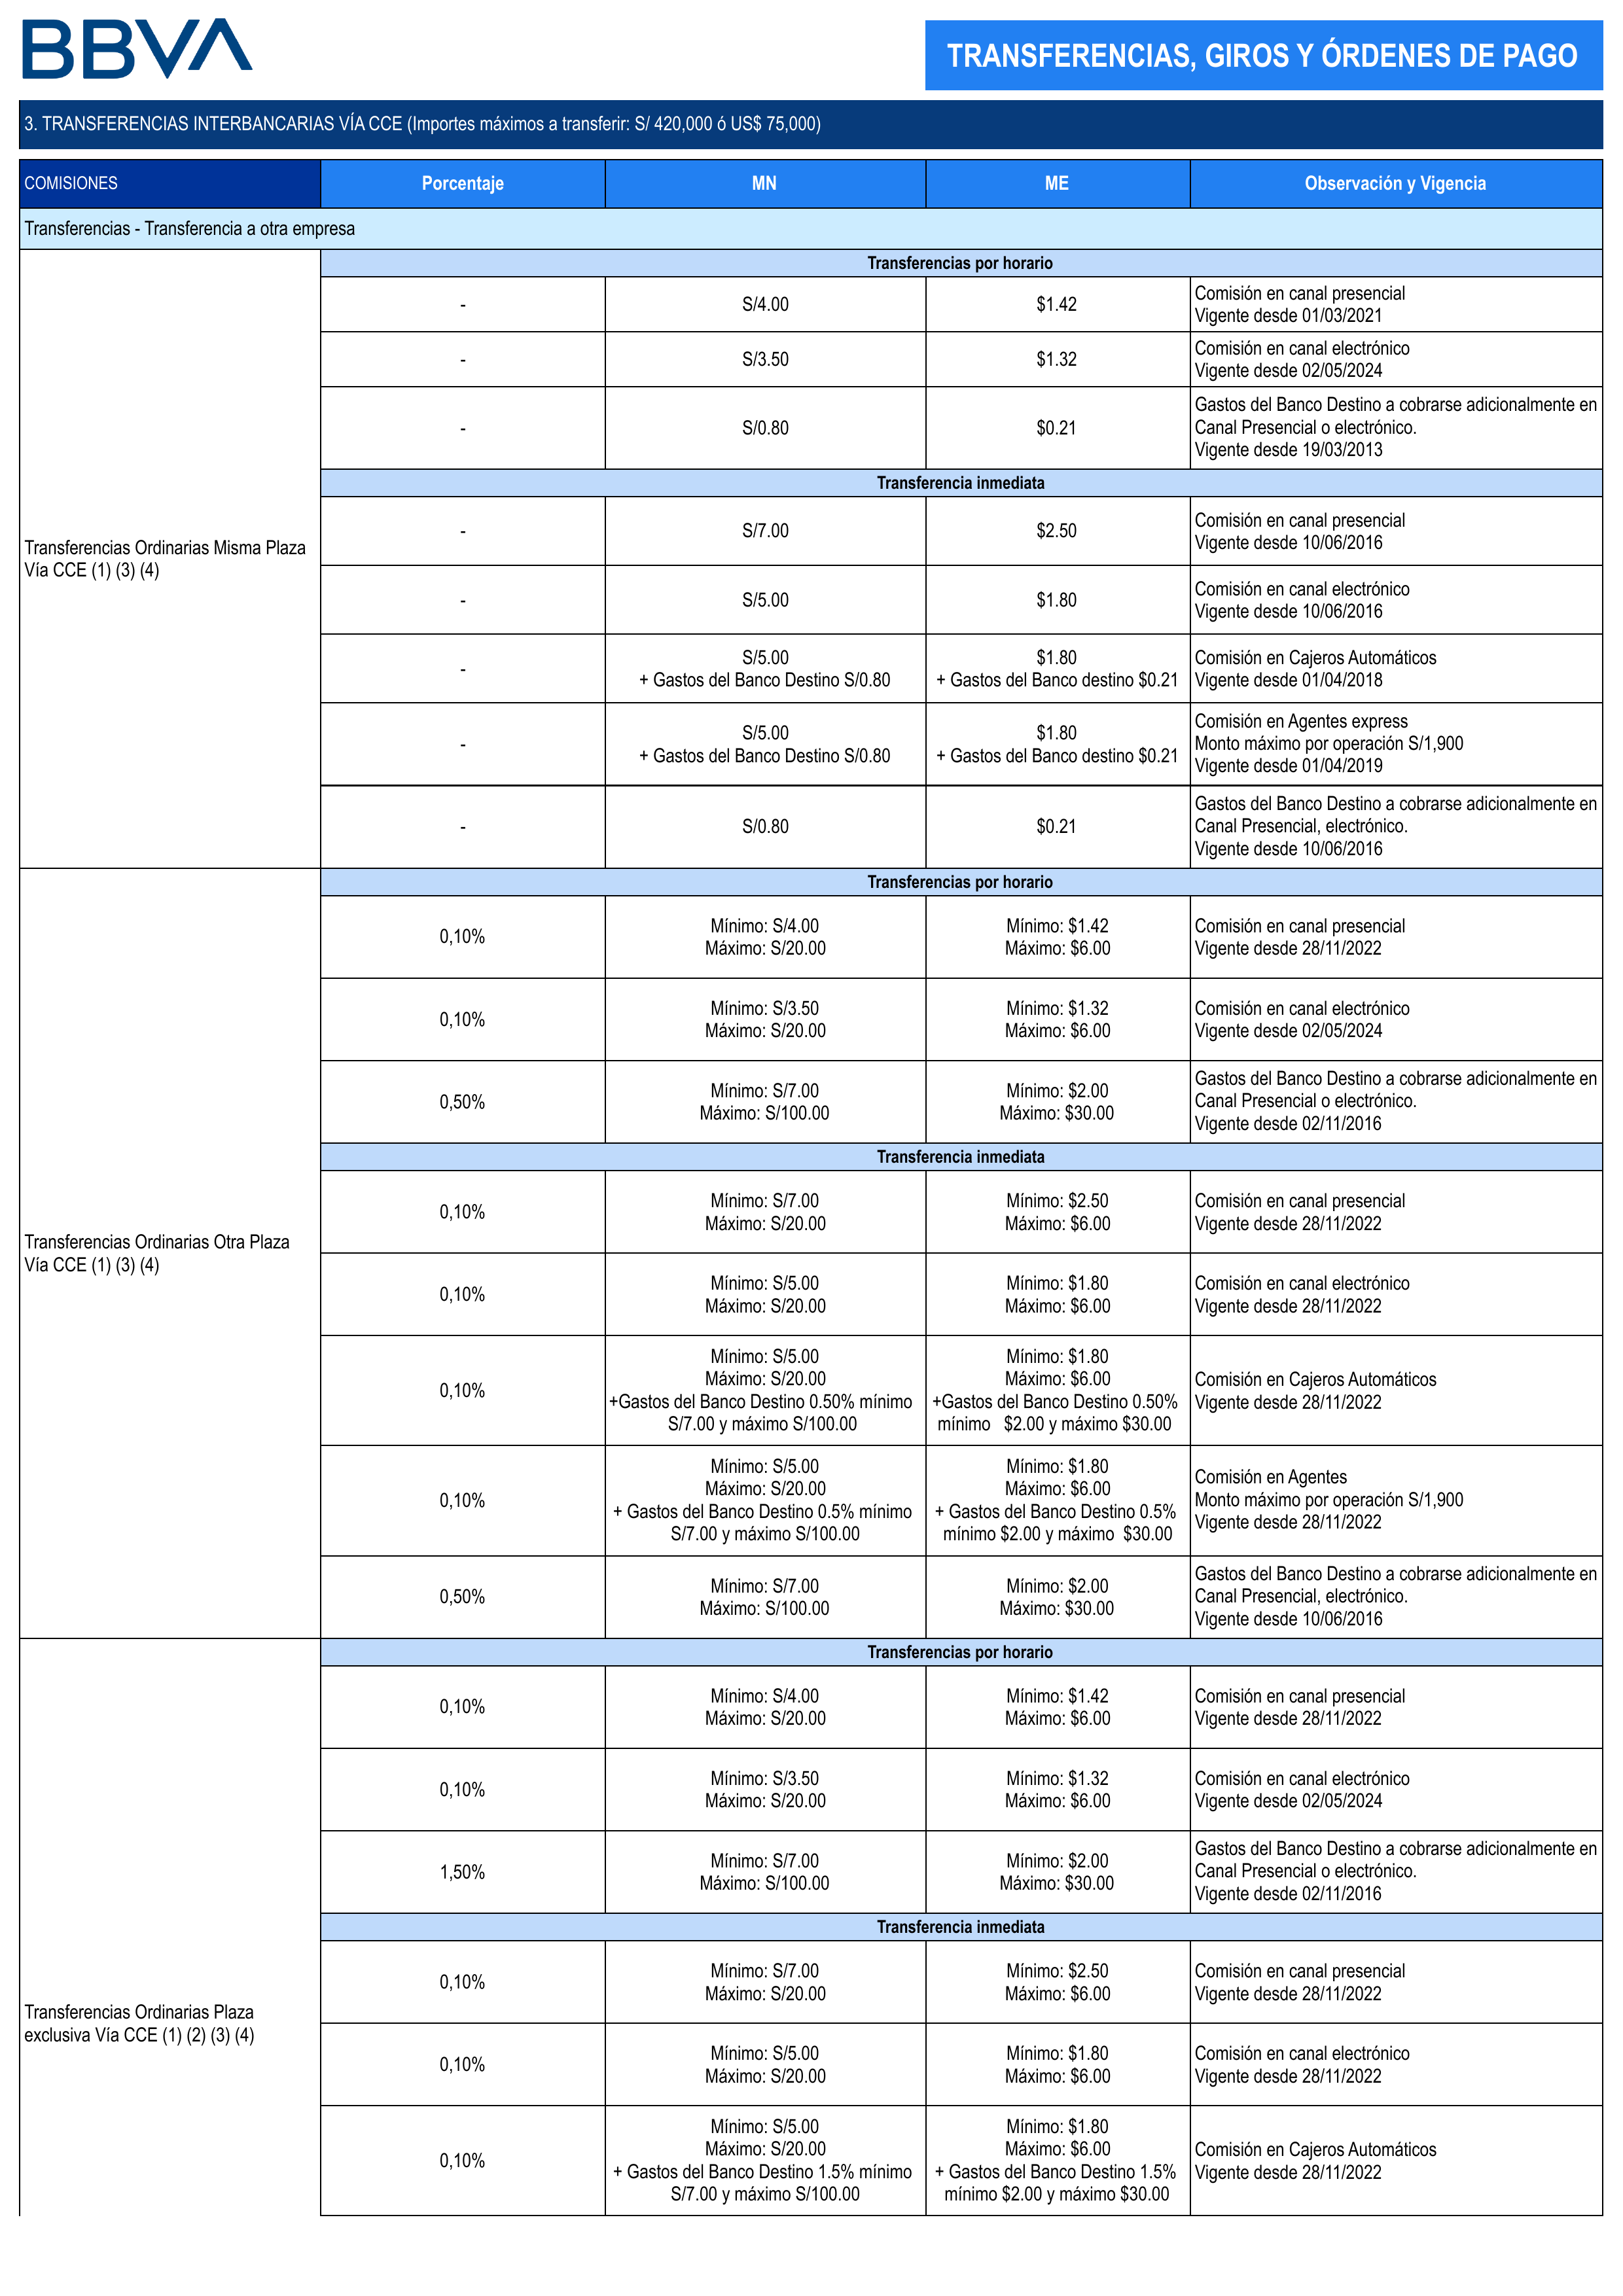 BBVA
TRANSFERENCIAS, GIROS Y ÓRDENES DE PAGO
3. TRANSFERENCIAS INTERBANCARIAS VÍA CCE (Importes máximos a transferir: S/ 420,000 ó US$ 75,000)
COMISIONES
Porcentaje
MN
ME
Observación y Vigencia
Transferencias - Transferencia a otra empresa
Transferencias Ordinarias Misma Plaza
Vía CCE (1) (3) (4)
Transferencias por horario
-
S/4.00
$1.42
Comisión en canal presencial
Vigente desde 01/03/2021
-
S/3.50
$1.32
Comisión en canal electrónico
Vigente desde 02/05/2024
-
S/0.80
$0.21
Gastos del Banco Destino a cobrarse adicionalmente en
Canal Presencial o electrónico.
Vigente desde 19/03/2013
Transferencia inmediata
-
S/7.00
$2.50
Comisión en canal presencial
Vigente desde 10/06/2016
-
S/5.00
$1.80
Comisión en canal electrónico
Vigente desde 10/06/2016
-
S/5.00
+ Gastos del Banco Destino S/0.80
$1.80
+ Gastos del Banco destino $0.21
Comisión en Cajeros Automáticos
Vigente desde 01/04/2018
-
S/5.00
+ Gastos del Banco Destino S/0.80
$1.80
+ Gastos del Banco destino $0.21
Comisión en Agentes express
Monto máximo por operación S/1,900
Vigente desde 01/04/2019
-
S/0.80
$0.21
Gastos del Banco Destino a cobrarse adicionalmente en
Canal Presencial, electrónico.
Vigente desde 10/06/2016
Transferencias Ordinarias Otra Plaza
Vía CCE (1) (3) (4)
Transferencias por horario
0,10%
Mínimo: S/4.00
Máximo: S/20.00
Mínimo: $1.42
Máximo: $6.00
Comisión en canal presencial
Vigente desde 28/11/2022
0,10%
Mínimo: S/3.50
Máximo: S/20.00
Mínimo: $1.32
Máximo: $6.00
Comisión en canal electrónico
Vigente desde 02/05/2024
0,50%
Mínimo: S/7.00
Máximo: S/100.00
Mínimo: $2.00
Máximo: $30.00
Gastos del Banco Destino a cobrarse adicionalmente en
Canal Presencial o electrónico.
Vigente desde 02/11/2016
Transferencia inmediata
0,10%
Mínimo: S/7.00
Máximo: S/20.00
Mínimo: $2.50
Máximo: $6.00
Comisión en canal presencial
Vigente desde 28/11/2022
0,10%
Mínimo: S/5.00
Máximo: S/20.00
Mínimo: $1.80
Máximo: $6.00
Comisión en canal electrónico
Vigente desde 28/11/2022
0,10%
Mínimo: S/5.00
Máximo: S/20.00
+Gastos del Banco Destino 0.50% mínimo
S/7.00 y máximo S/100.00
Mínimo: $1.80
Máximo: $6.00
+Gastos del Banco Destino 0.50%
mínimo $2.00 y máximo $30.00
Comisión en Cajeros Automáticos
Vigente desde 28/11/2022
0,10%
Mínimo: S/5.00
Máximo: S/20.00
+ Gastos del Banco Destino 0.5% mínimo
S/7.00 y máximo S/100.00
Mínimo: $1.80
Máximo: $6.00
+ Gastos del Banco Destino 0.5%
mínimo $2.00 y máximo $30.00
Comisión en Agentes
Monto máximo por operación S/1,900
Vigente desde 28/11/2022
0,50%
Mínimo: S/7.00
Máximo: S/100.00
Mínimo: $2.00
Máximo: $30.00
Gastos del Banco Destino a cobrarse adicionalmente en
Canal Presencial, electrónico.
Vigente desde 10/06/2016
Transferencias Ordinarias Plaza
exclusiva Vía CCE (1) (2) (3) (4)
Transferencias por horario
0,10%
Mínimo: S/4.00
Máximo: S/20.00
Mínimo: $1.42
Máximo: $6.00
Comisión en canal presencial
Vigente desde 28/11/2022
0,10%
Mínimo: S/3.50
Máximo: S/20.00
Mínimo: $1.32
Máximo: $6.00
Comisión en canal electrónico
Vigente desde 02/05/2024
1,50%
Mínimo: S/7.00
Máximo: S/100.00
Mínimo: $2.00
Máximo: $30.00
Gastos del Banco Destino a cobrarse adicionalmente en
Canal Presencial o electrónico.
Vigente desde 02/11/2016
Transferencia inmediata
0,10%
Mínimo: S/7.00
Máximo: S/20.00
Mínimo: $2.50
Máximo: $6.00
Comisión en canal presencial
Vigente desde 28/11/2022
0,10%
Mínimo: S/5.00
Máximo: S/20.00
Mínimo: $1.80
Máximo: $6.00
Comisión en canal electrónico
Vigente desde 28/11/2022
0,10%
Mínimo: S/5.00
Máximo: S/20.00
+ Gastos del Banco Destino 1.5% mínimo
S/7.00 y máximo S/100.00
Mínimo: $1.80
Máximo: $6.00
+ Gastos del Banco Destino 1.5%
mínimo $2.00 y máximo $30.00
Comisión en Cajeros Automáticos
Vigente desde 28/11/2022